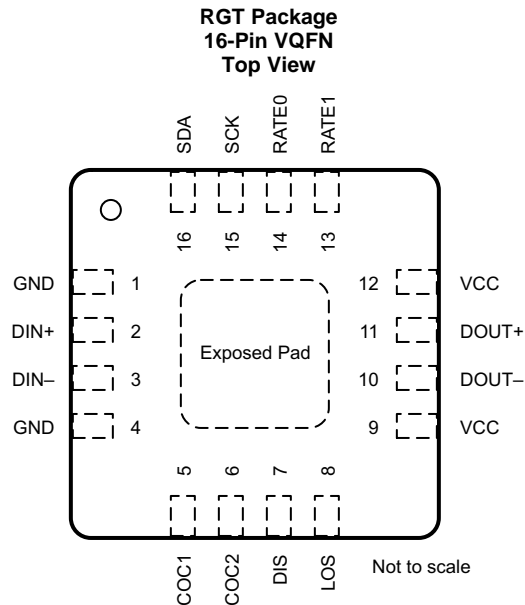 RGT Package
16-Pin VQFN
Top View
SDA
SCK
RATE0
RATE1
16
15
14
13
GND 1
12 VCC
DIN+ 2
11 DOUT+
Exposed Pad
DIN– 3
10 DOUT–
GND 4
9 VCC
5
6
7
8
COC1
COC2
DIS
LOS
Not to scale